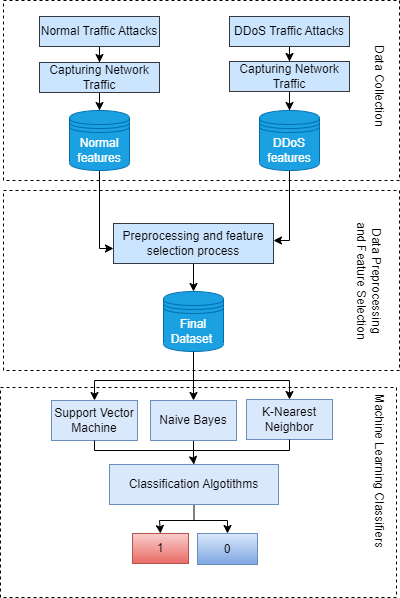 Normal Traffic Attacks
DDoS Traffic Attacks
Capturing Network
Traffic
Capturing Network
Traffic
Normal
features
DDoS
features
Data Collection
Preprocessing and feature
selection process
Final
Dataset
Data Preprocessing
and Feature Selection
Support Vector
Machine
Naive Bayes
K-Nearest
Neighbor
Classification Algotithms
1
0
Machine Learning Classifiers